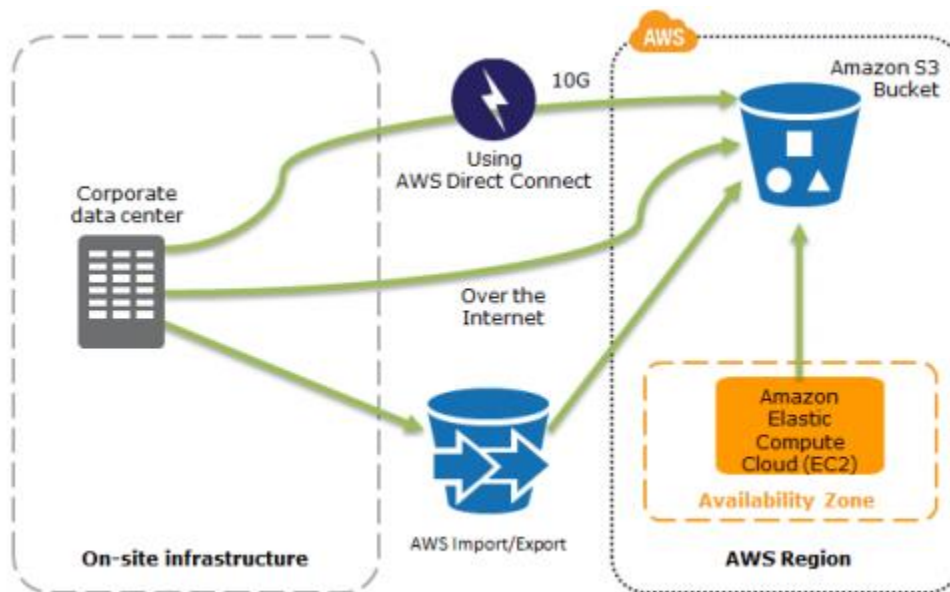 AWS
Amazon S3
Bucket
10G
Using
AWS Direct Connect
Corporate
data center
Over the
Internet
Amazon
Elastic
Compute
Cloud (EC2)
Availability Zone
AWS Import/Export
On-site infrastructure
AWS Region